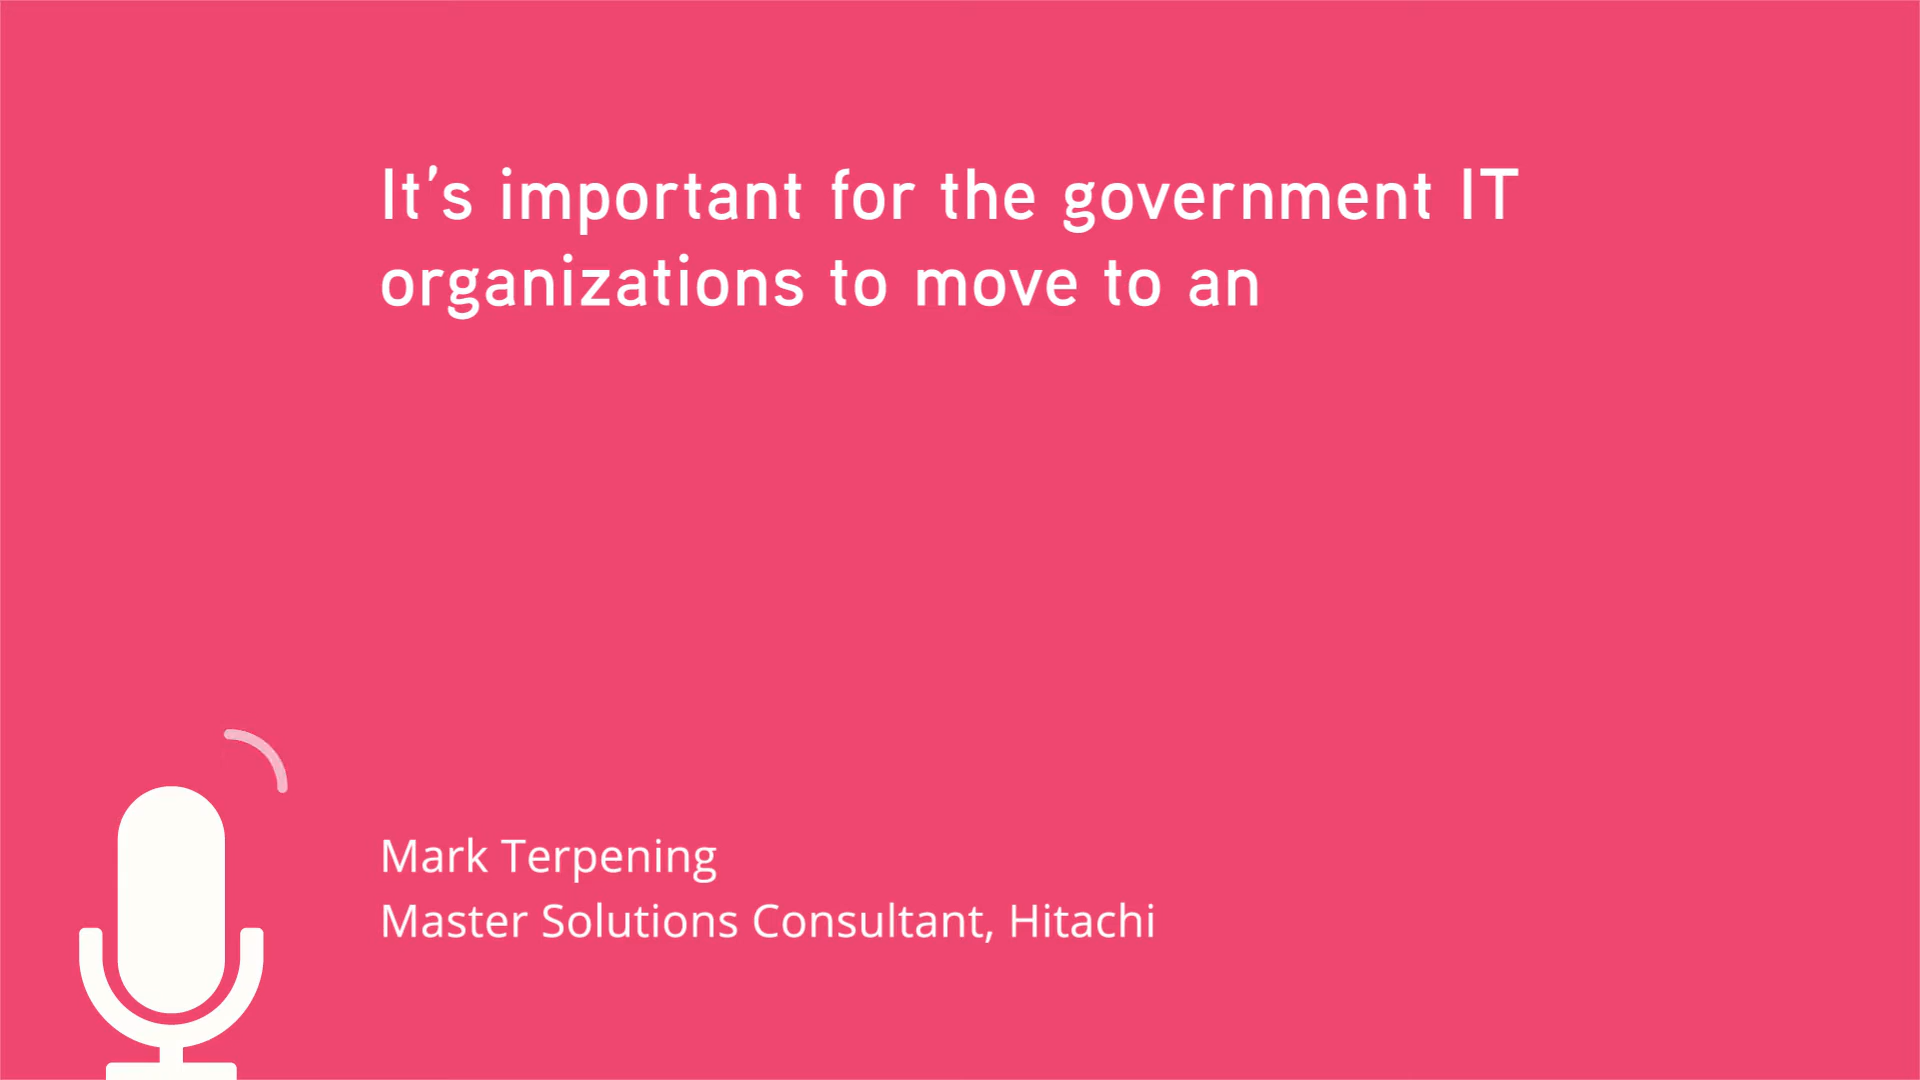 It’s important for the government IT
organizations to move to an
Mark Terpening
Master Solutions Consultant, Hitachi